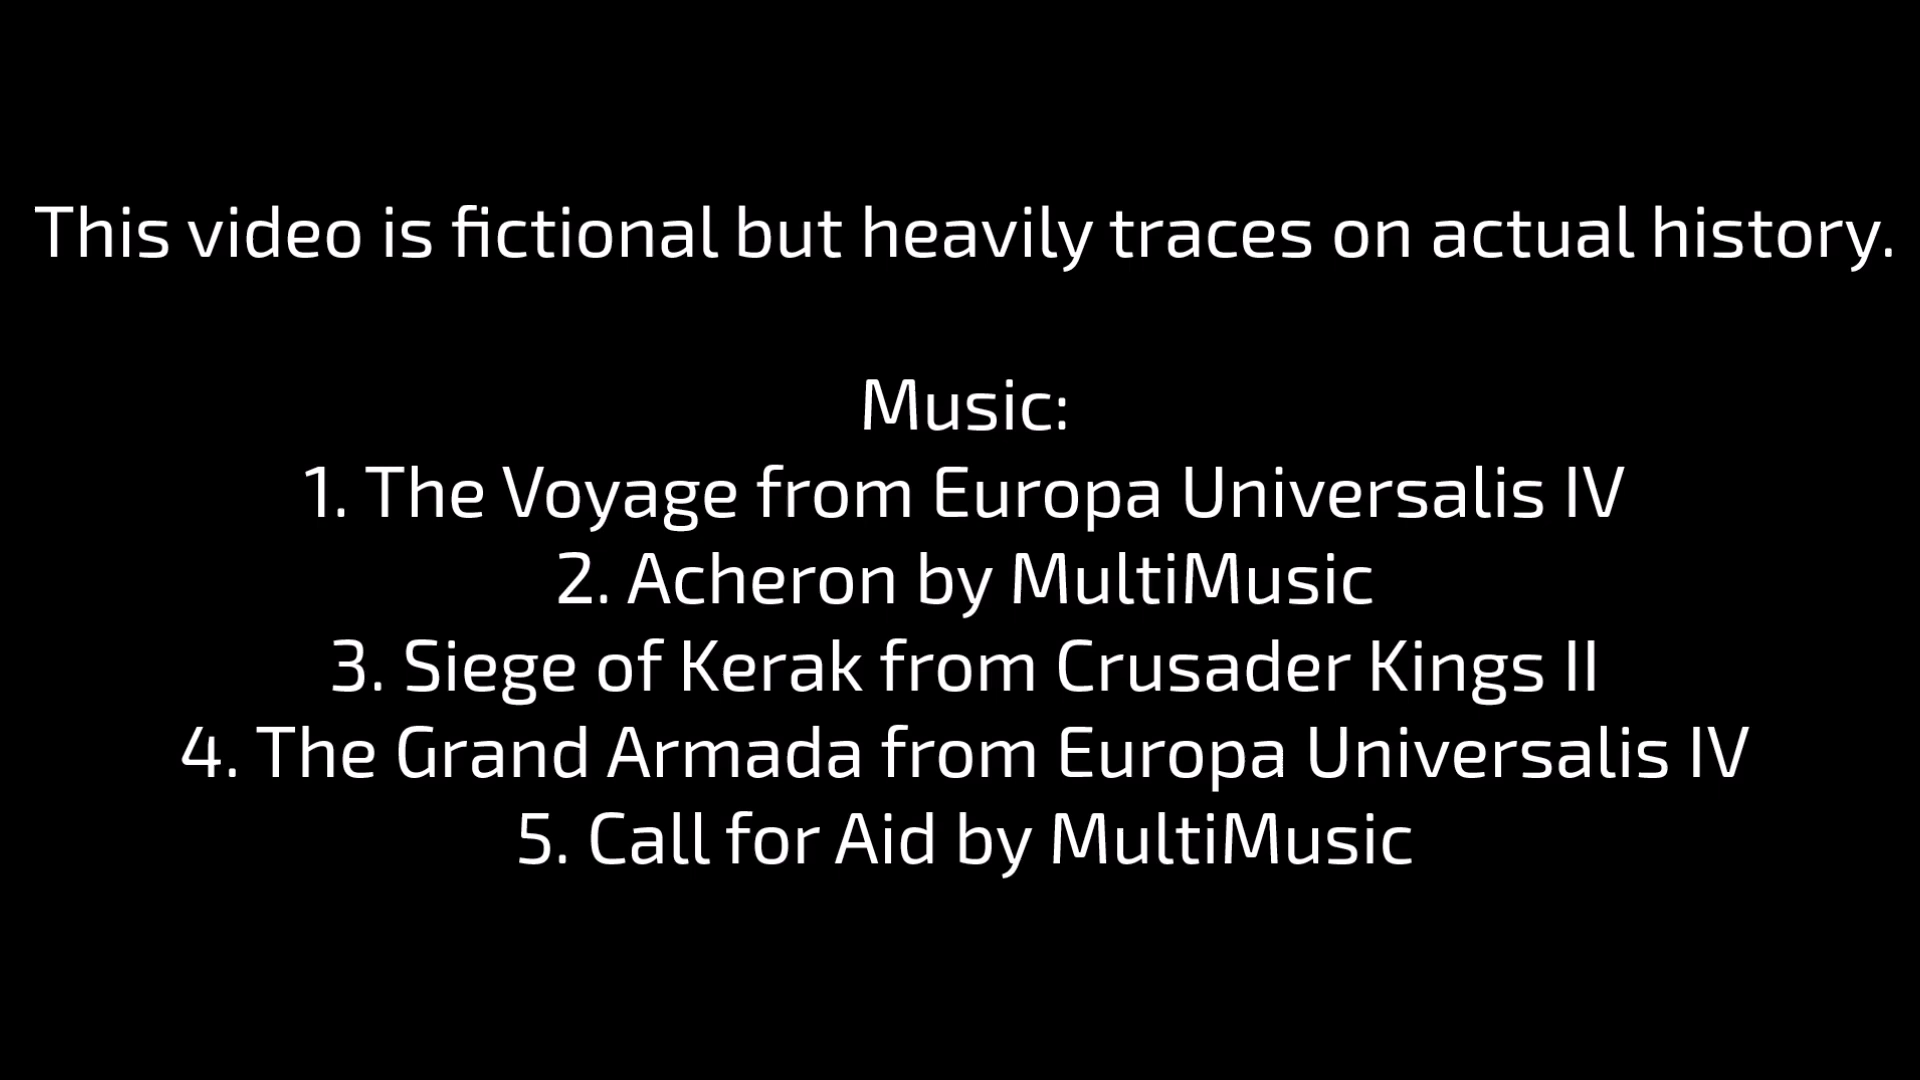 This video is fictional but heavily traces on actual history.
Music:
1. The Voyage from Europa Universalis IV
2. Acheron by MultiMusic
3. Siege of Kerak from Crusader Kings II
4. The Grand Armada from Europa Universalis IV
5. Call for Aid by MultiMusic